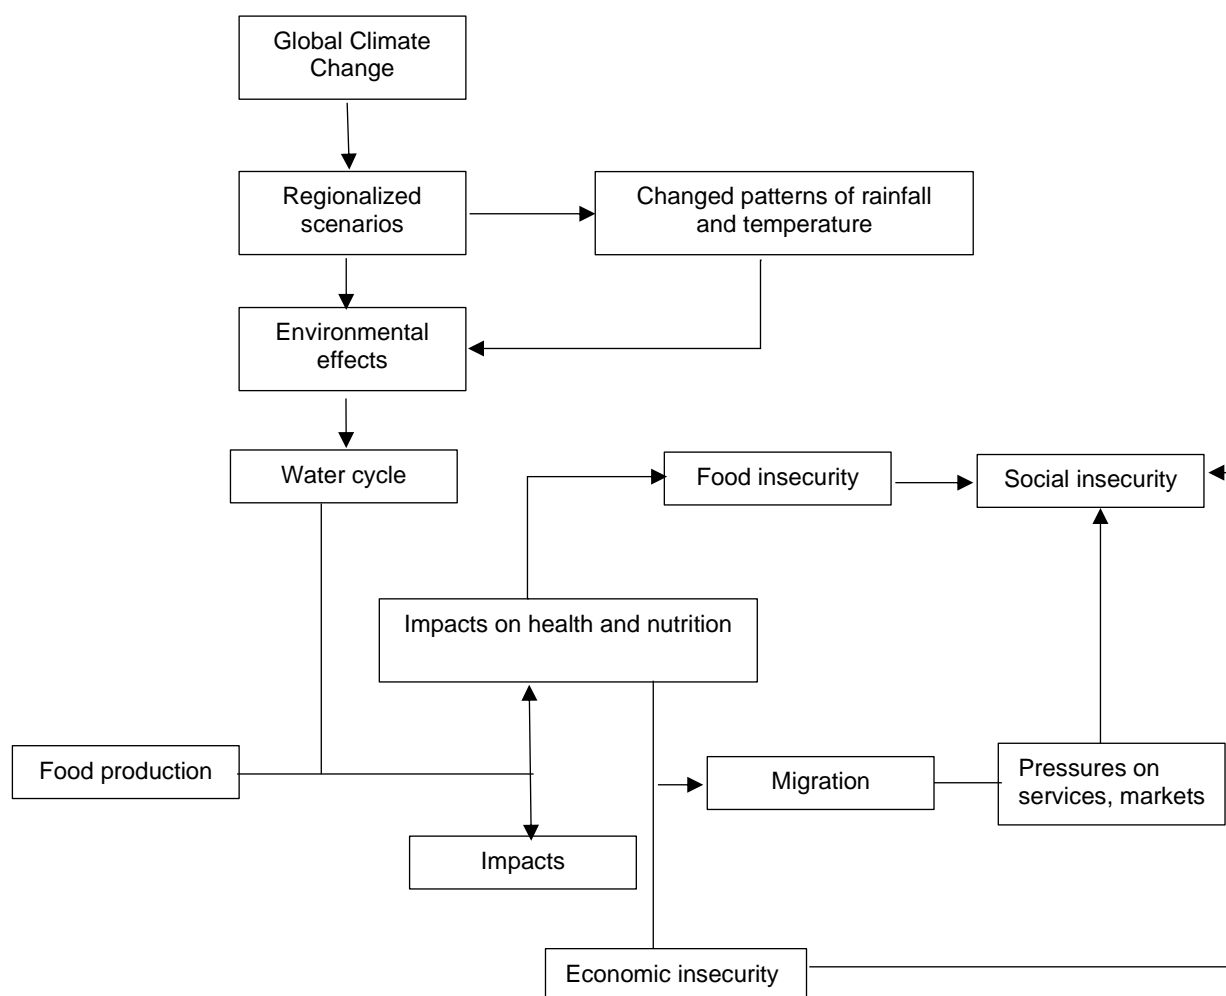 Global Climate
Change
Regionalized
scenarios
Changed patterns of rainfall
and temperature
Environmental
effects
Water cycle
Food insecurity
Social insecurity
Impacts on health and nutrition
Food production
Migration
Pressures on
services, markets
Impacts
Economic insecurity